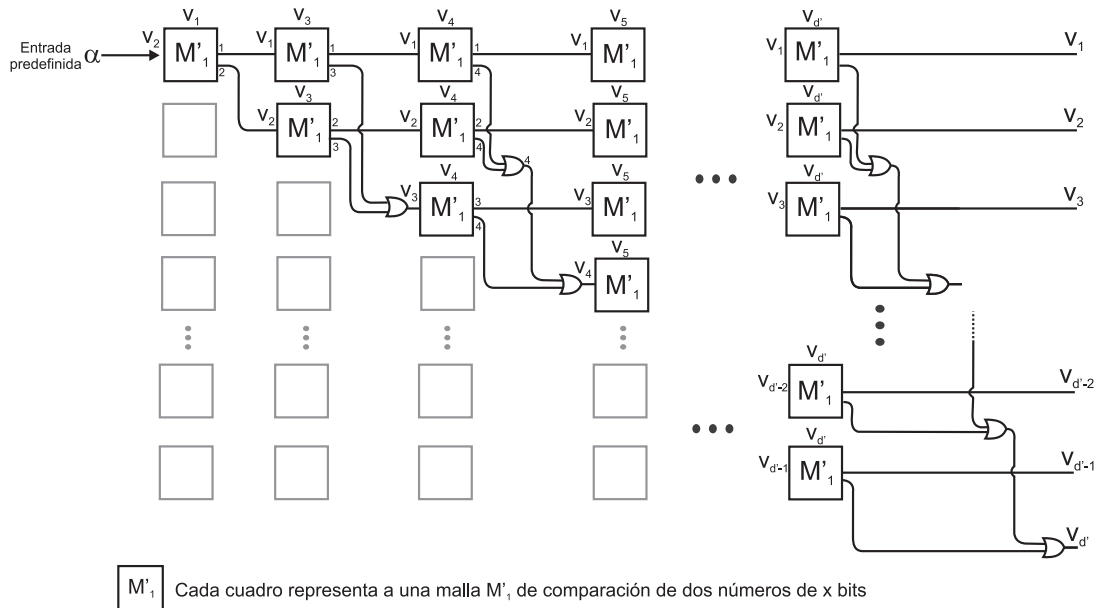 V1 V3 V4 V5 Vd'
Entrada predefinida α V2 M'1 1 2 V1 M'1 1 3 V1 M'1 1 4 V1 M'1 V1 M'1 V1
V3 V4 V5 Vd'
V2 M'1 2 3 V2 M'1 2 4 V2 M'1 V2 M'1 V2
4
V4 V5 Vd'
V3 M'1 3 4 V3 M'1 V3 M'1 V3
V5
V4 M'1
Vd'
Vd'-2 M'1 Vd'-2
Vd'
Vd'-1 M'1 Vd'-1
Vd'
M'1 Cada cuadro representa a una malla M'1 de comparación de dos números de x bits